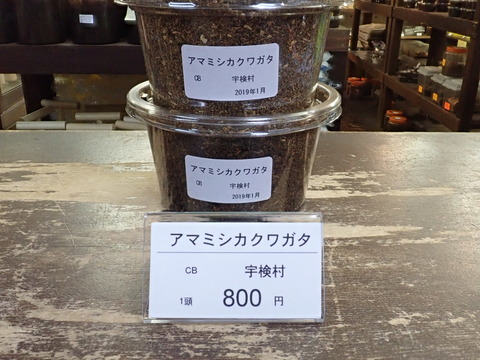 アマミシカクワガタ
CB 宇検村
2019年1月
アマミシカクワガタ
CB 宇検村
2019年1月
アマミシカクワガタ
CB 宇検村
1頭 800 円